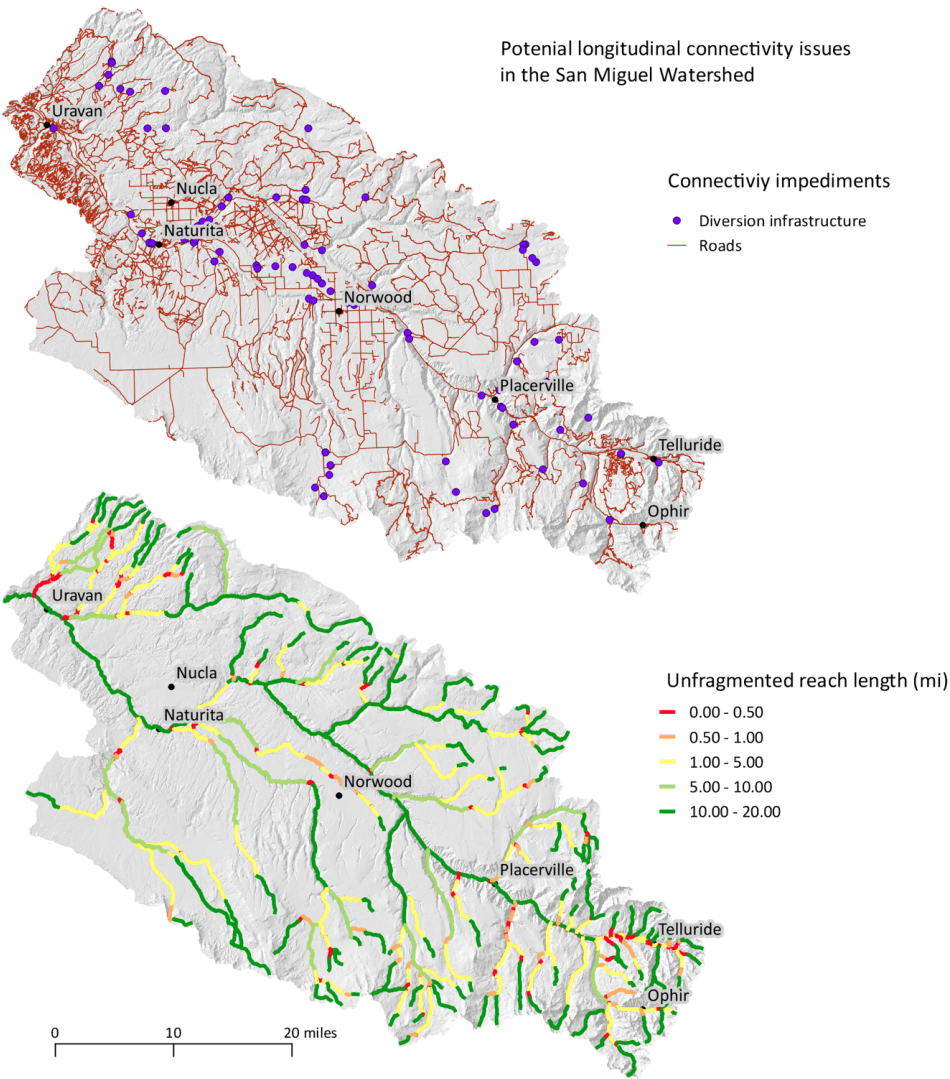 Potenial longitudinal connectivity issues
in the San Miguel Watershed
Uravan
Connectiviy impediments
Nucla
Diversion infrastructure
Naturita
Roads
Norwood
Placerville
Telluride
Ophir
Uravan
Nucla
Unfragmented reach length (mi)
Naturita
0.00 - 0.50
0.50 - 1.00
1.00 - 5.00
Norwood
5.00 - 10.00
10.00 - 20.00
Placerville
Telluride
Ophir
0 10 20 miles